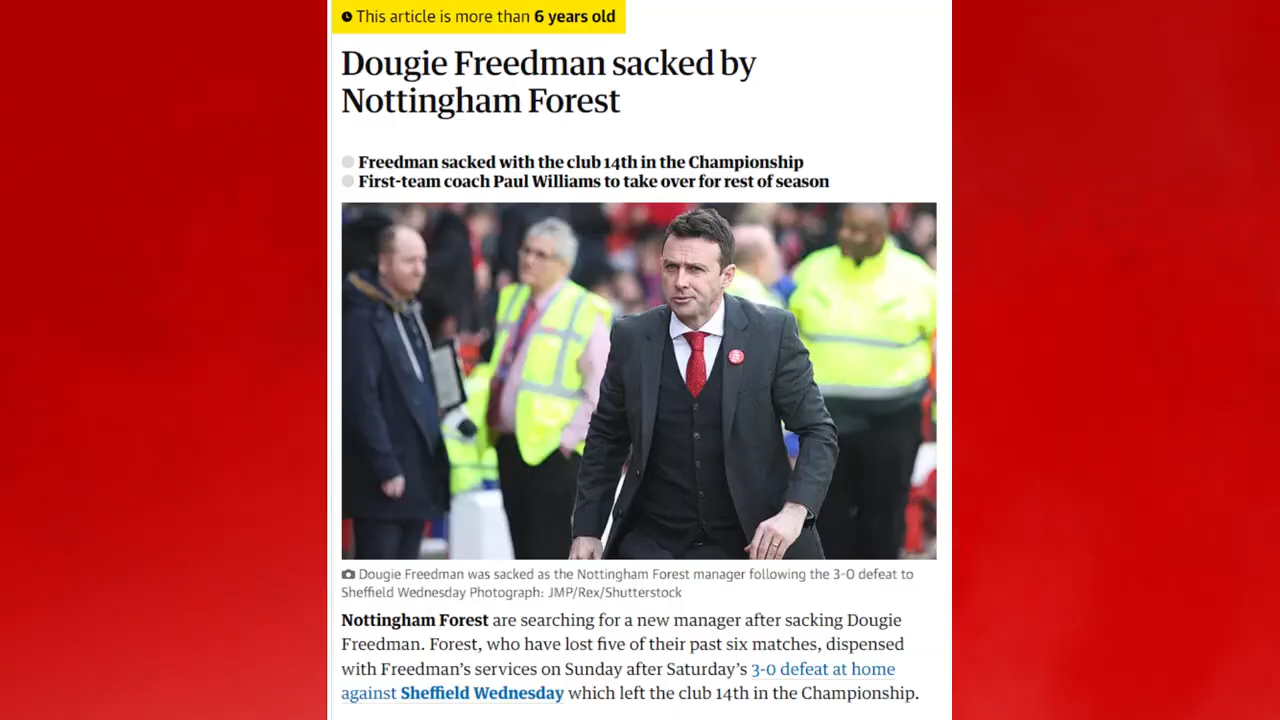 This article is more than 6 years old
Dougie Freedman sacked by
Nottingham Forest
Freedman sacked with the club 14th in the Championship
First-team coach Paul Williams to take over for rest of season
Dougie Freedman was sacked as the Nottingham Forest manager following the 3-0 defeat to
Sheffield Wednesday Photograph: JMP/Rex/Shutterstock
Nottingham Forest are searching for a new manager after sacking Dougie
Freedman. Forest, who have lost five of their past six matches, dispensed
with Freedman’s services on Sunday after Saturday’s 3-0 defeat at home
against Sheffield Wednesday which left the club 14th in the Championship.